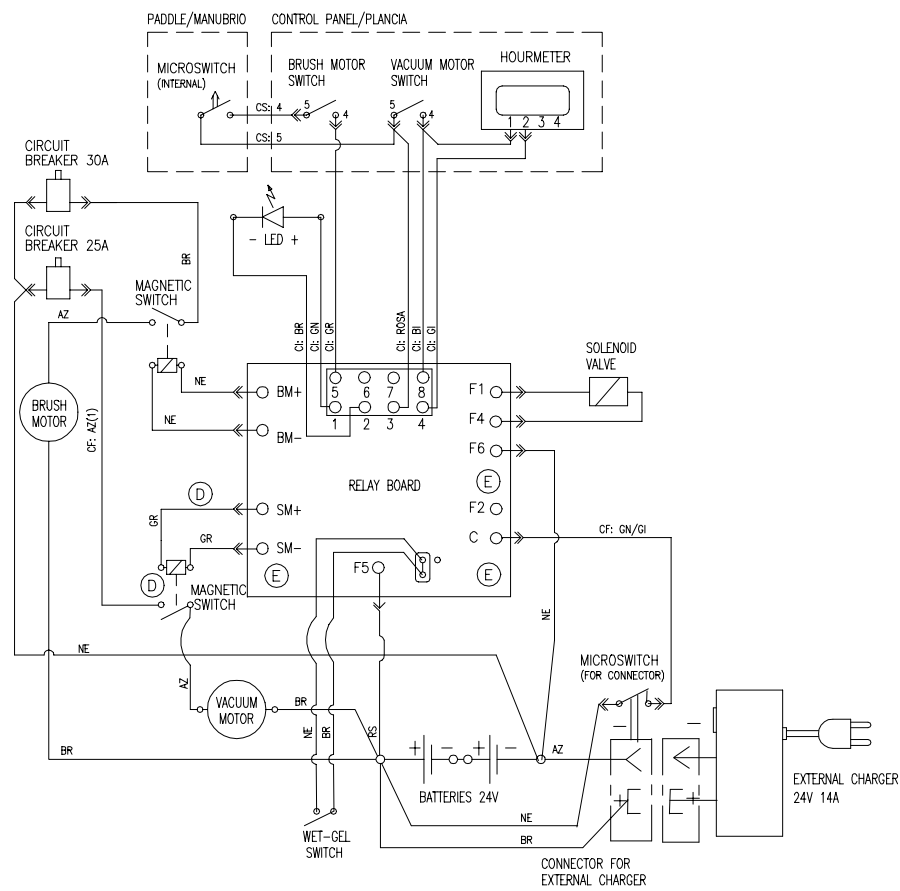 PADDLE/MANUBRIO
CONTROL PANEL/PLANCIA
MICROSWITCH
(INTERNAL)
BRUSH MOTOR
SWITCH
VACUUM MOTOR
SWITCH
HOURMETER
CS: 4
5
4
5
4
1 2 3 4
CS: 5
CIRCUIT
BREAKER 30A
CIRCUIT
BREAKER 25A
- LED +
BR
MAGNETIC
SWITCH
AZ
CI: BR
CI: GN
CI: GR
CI: ROSA
CI: BI
CI: GI
SOLENOID
VALVE
NE
BM+
5 6 7 8
F1
BRUSH
MOTOR
CF: AZ(1)
NE
BM-
1 2 3 4
F4
F6
RELAY BOARD
E
D
SM+
F2
GR
GR
SM-
C
CF: GN/GI
D
E
F5
E
MAGNETIC
SWITCH
NE
NE
AZ
VACUUM
MOTOR
BR
NE
BR
RS
MICROSWITCH
(FOR CONNECTOR)
BR
+ - + -
AZ
- -
BATTERIES 24V
+ +
EXTERNAL CHARGER
24V 14A
WET-GEL
SWITCH
NE
BR
CONNECTOR FOR
EXTERNAL CHARGER